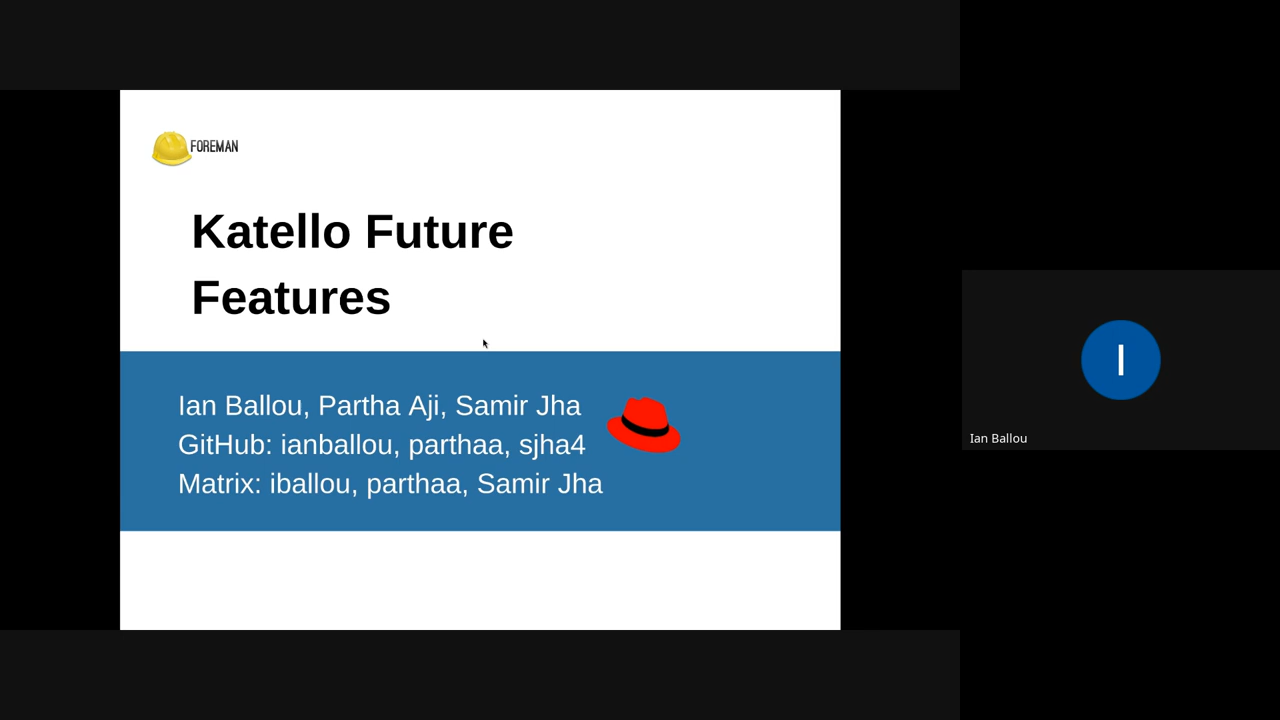 FOREMAN
Katello Future
Features
Ian Ballou, Partha Aji, Samir Jha
GitHub: ianballou, parthaa, sjha4
Matrix: iballou, parthaa, Samir Jha
I
Ian Ballou